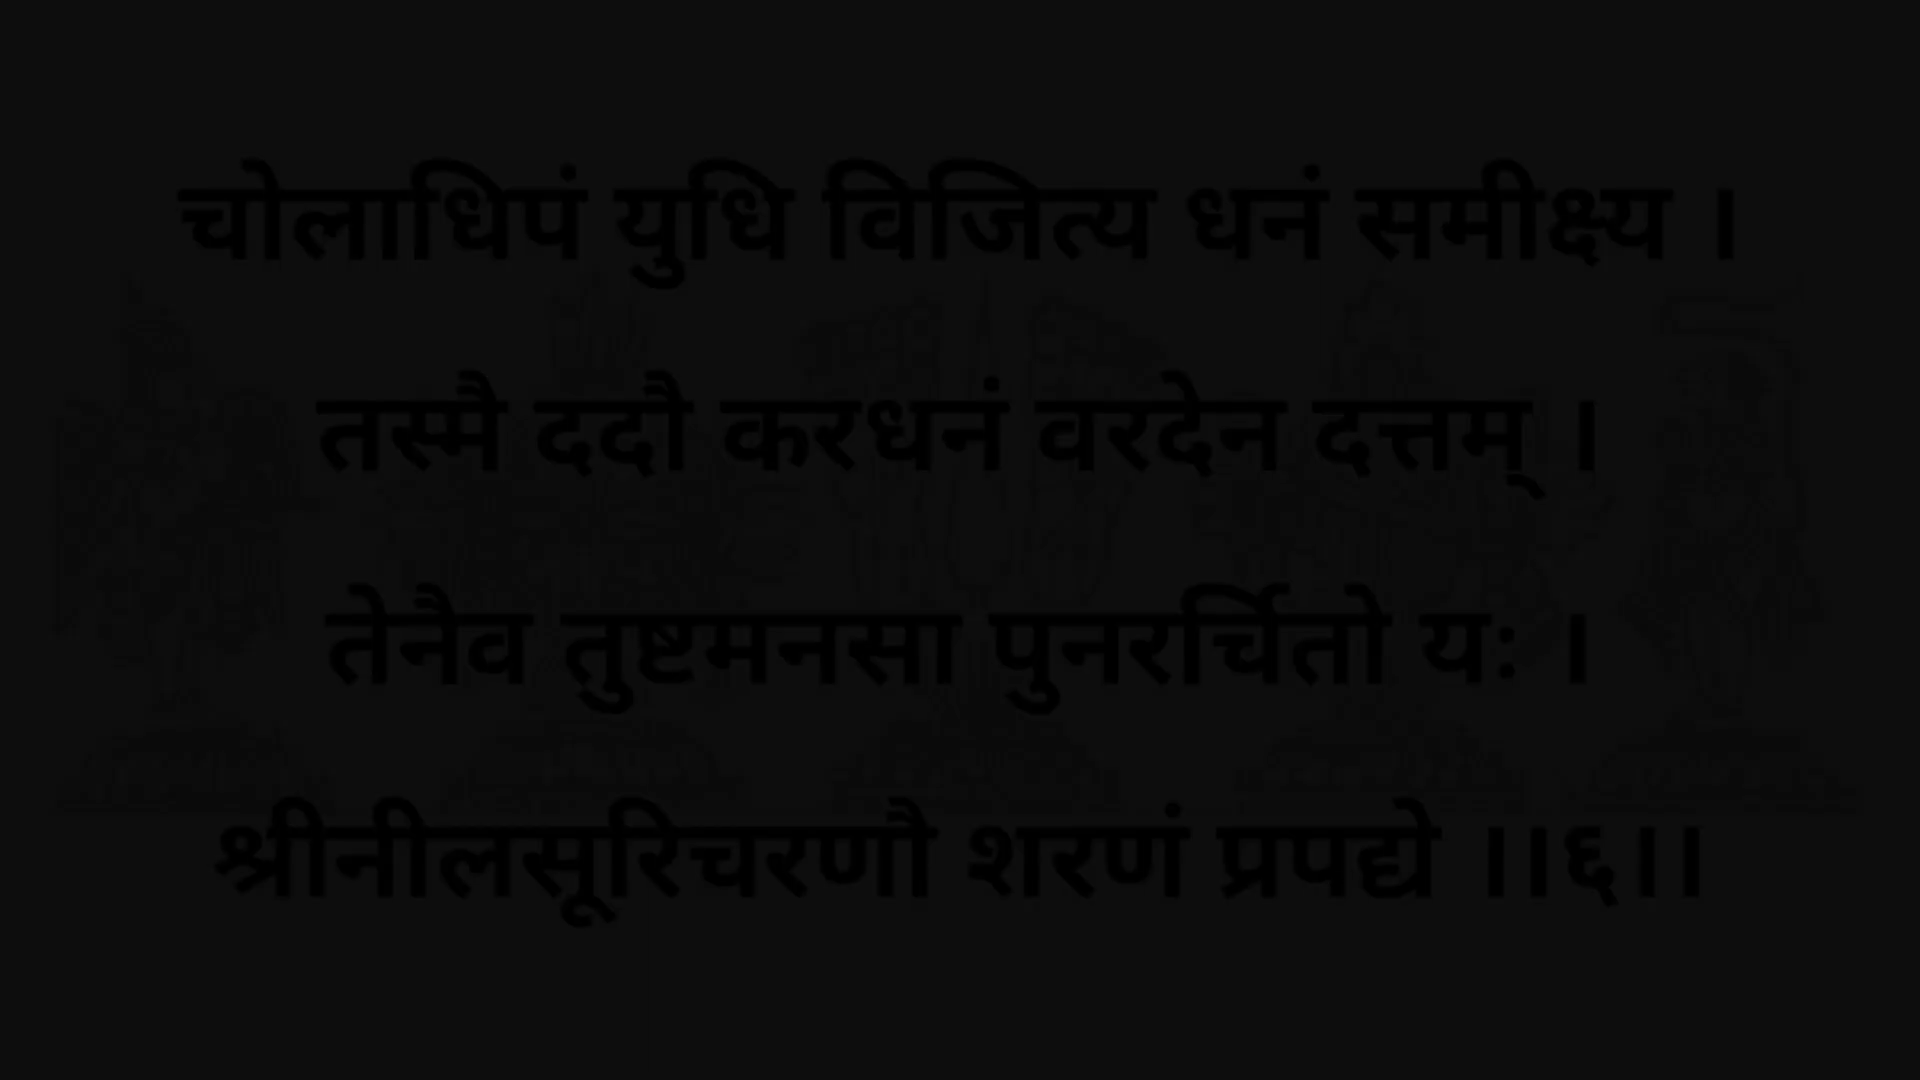 चोलाधिपं युधि विजित्य धनं समीक्ष्य ।
तस्मै ददौ करधनं वरदेन दत्तम् ।
तेनैव तुष्टमनसा पुनरर्चितो यः ।
श्रीनीलसूरिचरणौ शरणं प्रपद्ये ।।६।।